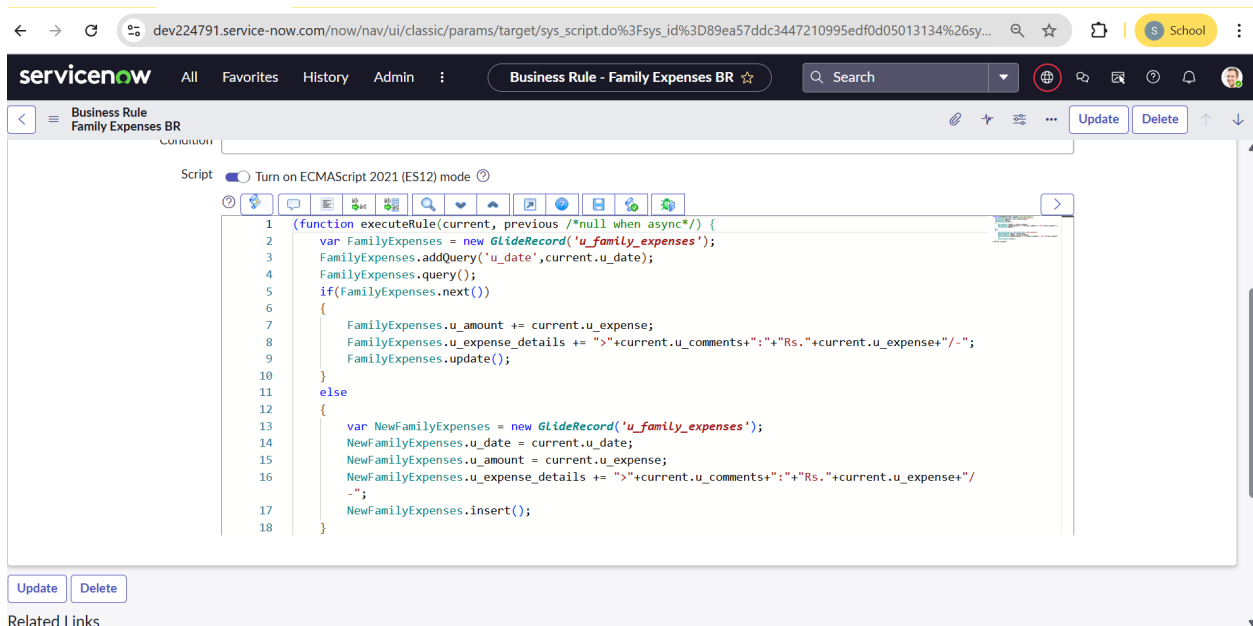 dev224791.service-now.com/now/nav/ui/classic/params/target/sys_script.do%3Fsys_id%3D89ea57ddc3447210995edf0d05013134%26sy...
S School
servicenow All Favorites History Admin Business Rule - Family Expenses BR Search
Business Rule
Family Expenses BR
Update Delete
Condition
Script Turn on ECMAScript 2021 (ES12) mode
1 (function executeRule(current, previous /*null when async*/) {
2 var FamilyExpenses = new GlideRecord('u_family_expenses');
3 FamilyExpenses.addQuery('u_date',current.u_date);
4 FamilyExpenses.query();
5 if(FamilyExpenses.next())
6 {
7 FamilyExpenses.u_amount += current.u_expense;
8 FamilyExpenses.u_expense_details += ">"+current.u_comments+":"+"Rs."+current.u_expense+"/-";
9 FamilyExpenses.update();
10 }
11 else
12 {
13 var NewFamilyExpenses = new GlideRecord('u_family_expenses');
14 NewFamilyExpenses.u_date = current.u_date;
15 NewFamilyExpenses.u_amount = current.u_expense;
16 NewFamilyExpenses.u_expense_details += ">"+current.u_comments+":"+"Rs."+current.u_expense+"/
-";
17 NewFamilyExpenses.insert();
18 }
Update Delete
Related Links